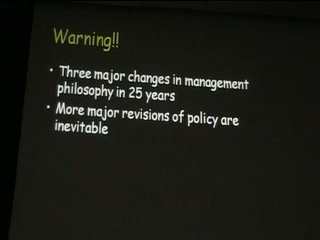 Warning!!
• Three major changes in management
philosophy in 25 years
• More major revisions of policy are
inevitable